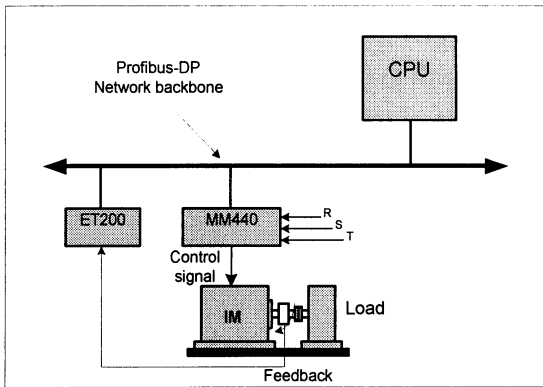 Profibus-DP
Network backbone
CPU
ET200
MM440
R
S
T
Control
signal
IM
Load
Feedback